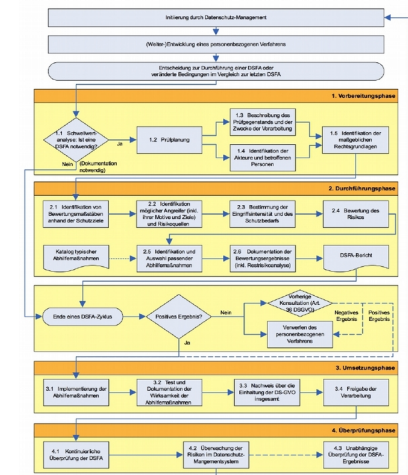 Initiierung durch Datenschutz-Management
(Weiter-)Entwicklung eines personenbezogenen Verfahrens
Entscheidung zur Durchführung einer DSFA oder
veränderte Bedingungen im Vergleich zur letzten DSFA
1. Vorbereitungsphase
1.1 Schwellwert-
analyse: Ist eine
DSFA notwendig?
Ja
Nein
(Dokumentation
notwendig)
1.2 Prüfplanung
1.3 Beschreibung des
Prüfgegenstands und der
Zwecke der Verarbeitung
1.4 Identifikation der
Akteure und betroffenen
Personen
1.5 Identifikation der
maßgeblichen
Rechtsgrundlagen
2. Durchführungsphase
2.1 Identifikation von
Bewertungsmaßstäben
anhand der Schutzziele
2.2 Identifikation
möglicher Angreifer (inkl.
ihrer Motive und Ziele) und
Risikoquellen
2.3 Bestimmung der
Eingriffsintensität und des
Schutzbedarfs
2.4 Bewertung des
Risikos
Katalog typischer
Abhilfemaßnahmen
2.5 Identifikation und
Auswahl passender
Abhilfemaßnahmen
2.6 Dokumentation der
Bewertungsergebnisse
(inkl. Restrisikoanalyse)
DSFA-Bericht
Ende eines DSFA-Zyklus
Positives Ergebnis?
Nein
Ja
Vorherige
Konsultation (Art.
36 DSGVO)
Negatives
Ergebnis
Positives
Ergebnis
Verwerfen des
personenbezogenen
Verfahrens
3. Umsetzungsphase
3.1 Implementierung der
Abhilfemaßnahmen
3.2 Test und
Dokumentation der
Wirksamkeit der
Abhilfemaßnahmen
3.3 Nachweis über die
Einhaltung der DS-GVO
insgesamt
3.4 Freigabe der
Verarbeitung
4. Überprüfungsphase
4.1 Kontinuierliche
Überprüfung der DSFA
4.2 Überwachung der
Risiken im Datenschutz-
Mangementsystem
4.3 Unabhängige
Überprüfung der DSFA-
Ergebnisse